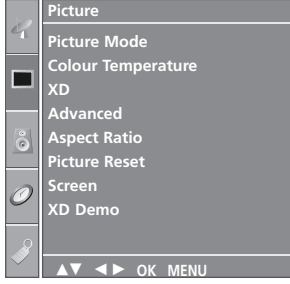 Picture
Picture Mode
Colour Temperature
XD
Advanced
Aspect Ratio
Picture Reset
Screen
XD Demo
▲▼ ◄► OK MENU